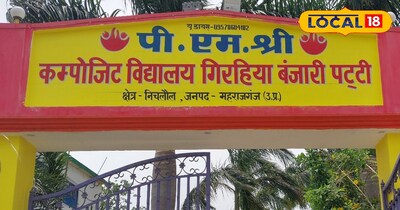 LOCAL 18
पी.एम.श्री
कम्पोजिट विद्यालय गिरहिया बंजारी पट्टी
क्षेत्र - निचलौल , जनपद - महराजगंज (उ.प्र.)